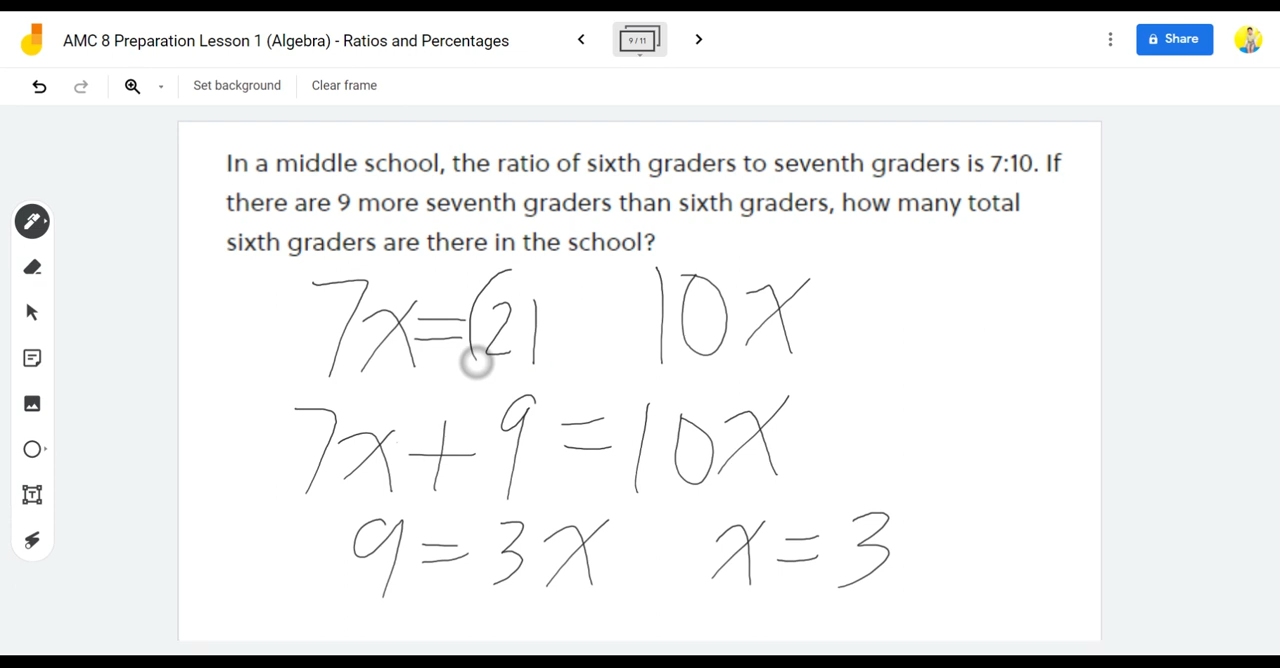 AMC 8 Preparation Lesson 1 (Algebra) - Ratios and Percentages
9 / 11
Share
Set background
Clear frame
In a middle school, the ratio of sixth graders to seventh graders is 7:10. If
there are 9 more seventh graders than sixth graders, how many total
sixth graders are there in the school?
7x=(21 10x
7x+9=10x
9=3x x=3